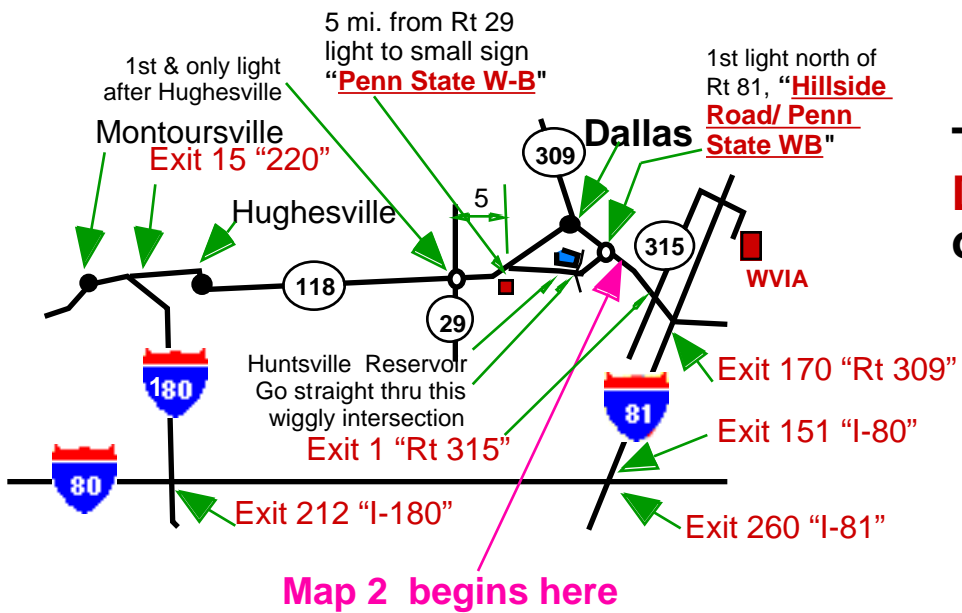 5 mi. from Rt 29
light to small sign
“Penn State W-B"
1st & only light
after Hughesville
1st light north of
Rt 81, “Hillside
Road/ Penn
State WB"
Montoursville
Exit 15 “220”
309
Dallas
Hughesville
5
315
WVIA
118
29
Huntsville Reservoir
Go straight thru this
wiggly intersection
180
Exit 170 “Rt 309”
81
Exit 1 “Rt 315”
Exit 151 “I-80”
80
Exit 212 “I-180”
Exit 260 “I-81”
Map 2 begins here